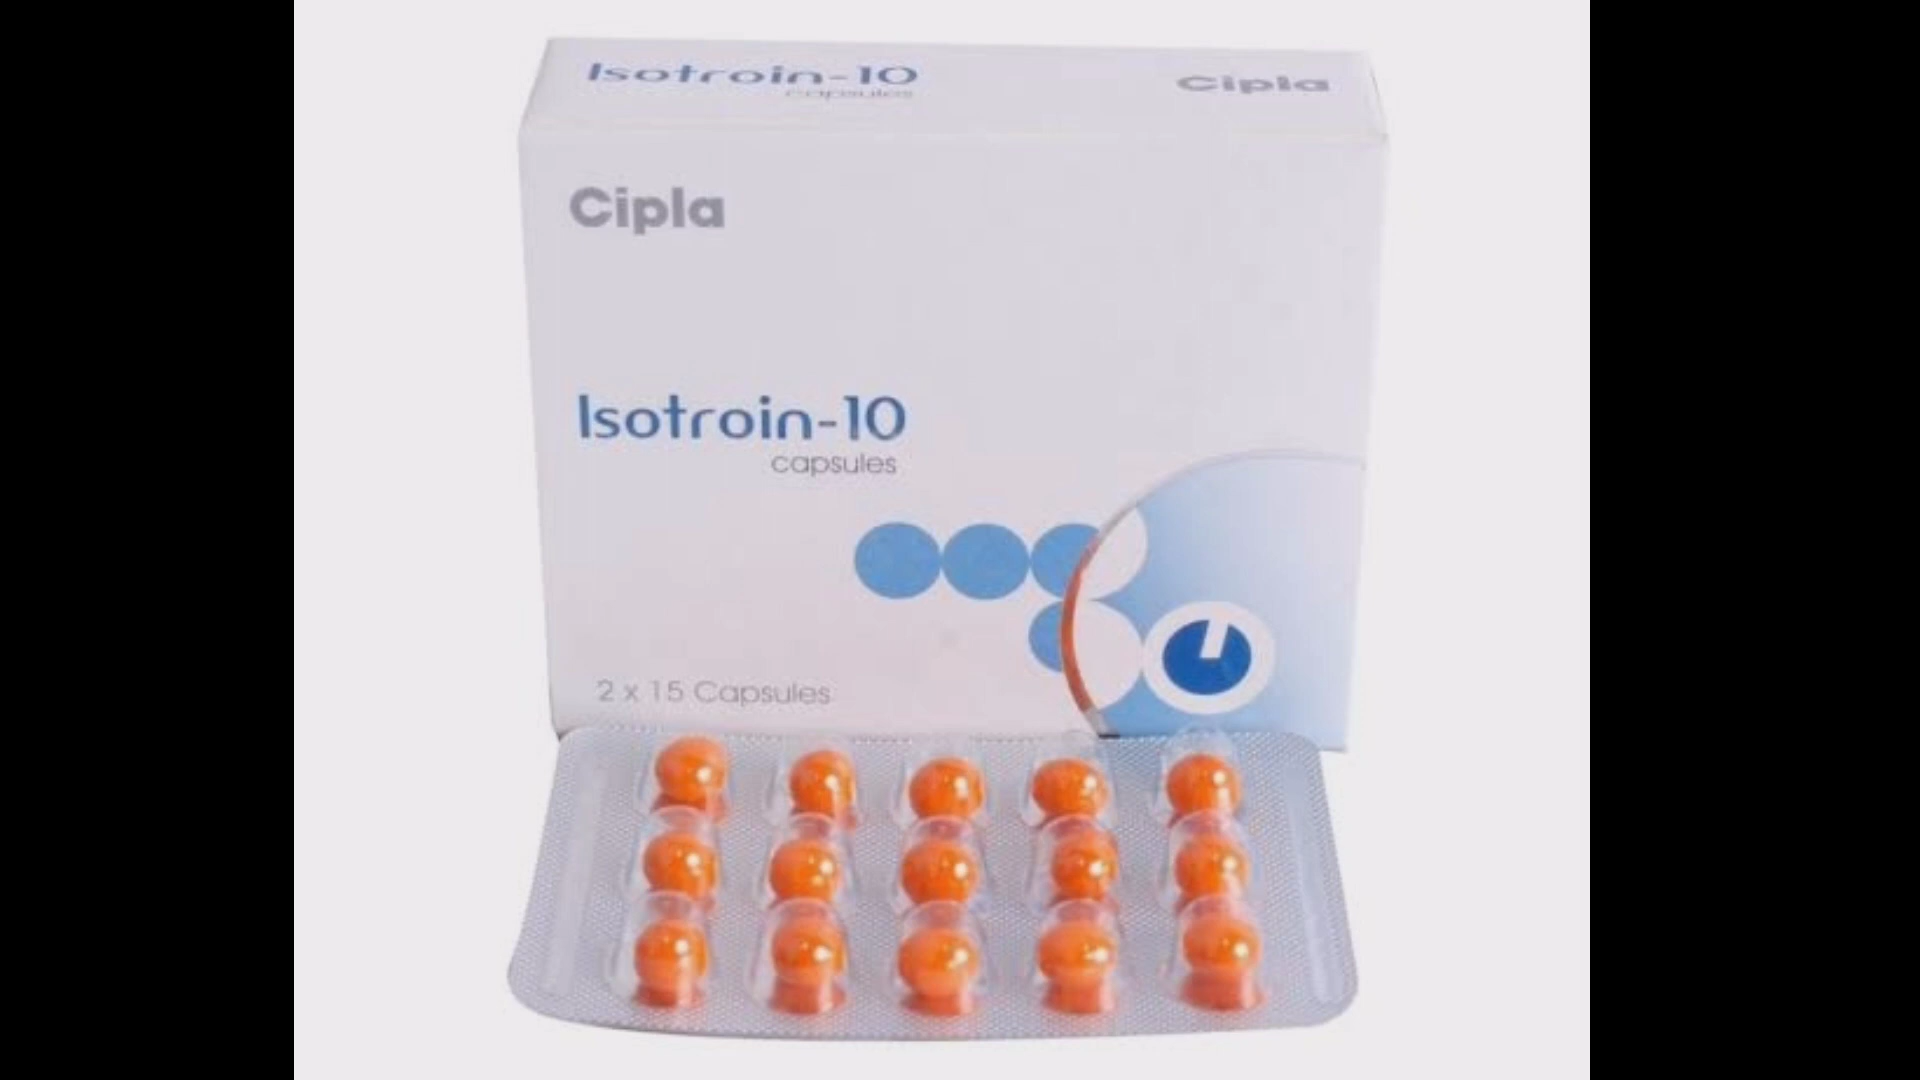 Isotroin-10
capsules
Cipla
Cipla
Isotroin-10
capsules
2 x 15 Capsules